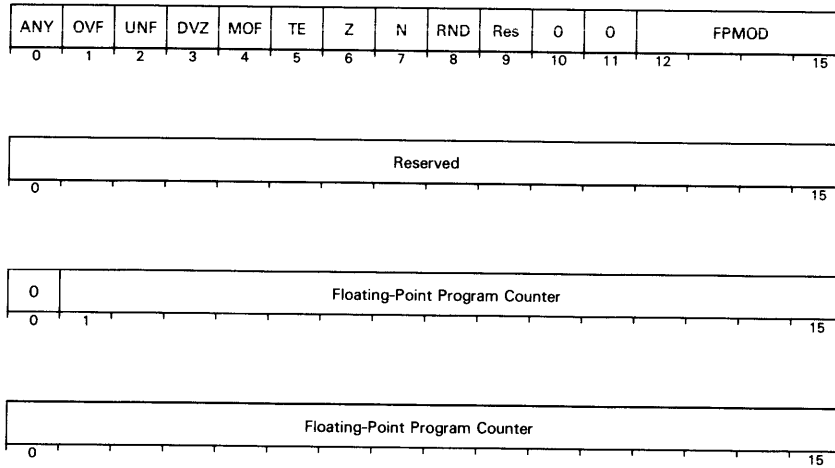 ANY OVF UNF DVZ MOF TE Z N RND Res 0 0 FPMOD
0 1 2 3 4 5 6 7 8 9 10 11 12 15
Reserved
0 15
0 Floating-Point Program Counter
0 1 15
Floating-Point Program Counter
0 15